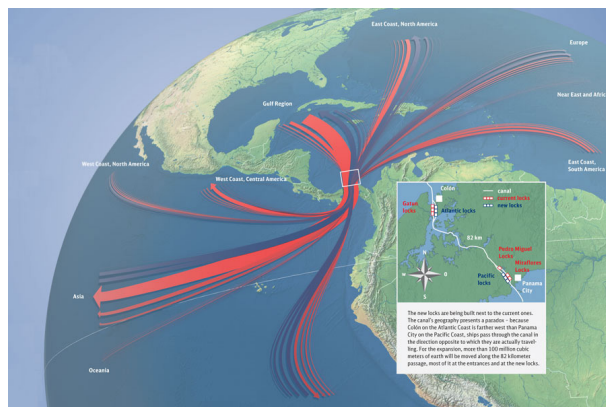 East Coast, North America
Europe
Near East and Afric
Gulf Region
West Coast, North America
West Coast, Central America
East Coast,
South America
Asia
Oceania
Colón
canal
current locks
new locks
Gatún
locks
Atlantic locks
82 km
N
W
O
S
Pedro Miguel
Locks
Miraflores
Locks
Pacific
locks
Panama
City
The new locks are being built next to the current ones.
The canal's geography presents a paradox – because
Colón on the Atlantic Coast is farther west than Panama
City on the Pacific Coast, ships pass through the canal in
the direction opposite to which they are actually travel-
ling. For the expansion, more than 100 million cubic
meters of earth will be moved along the 82 kilometer
passage, most of it at the entrances and at the new locks.